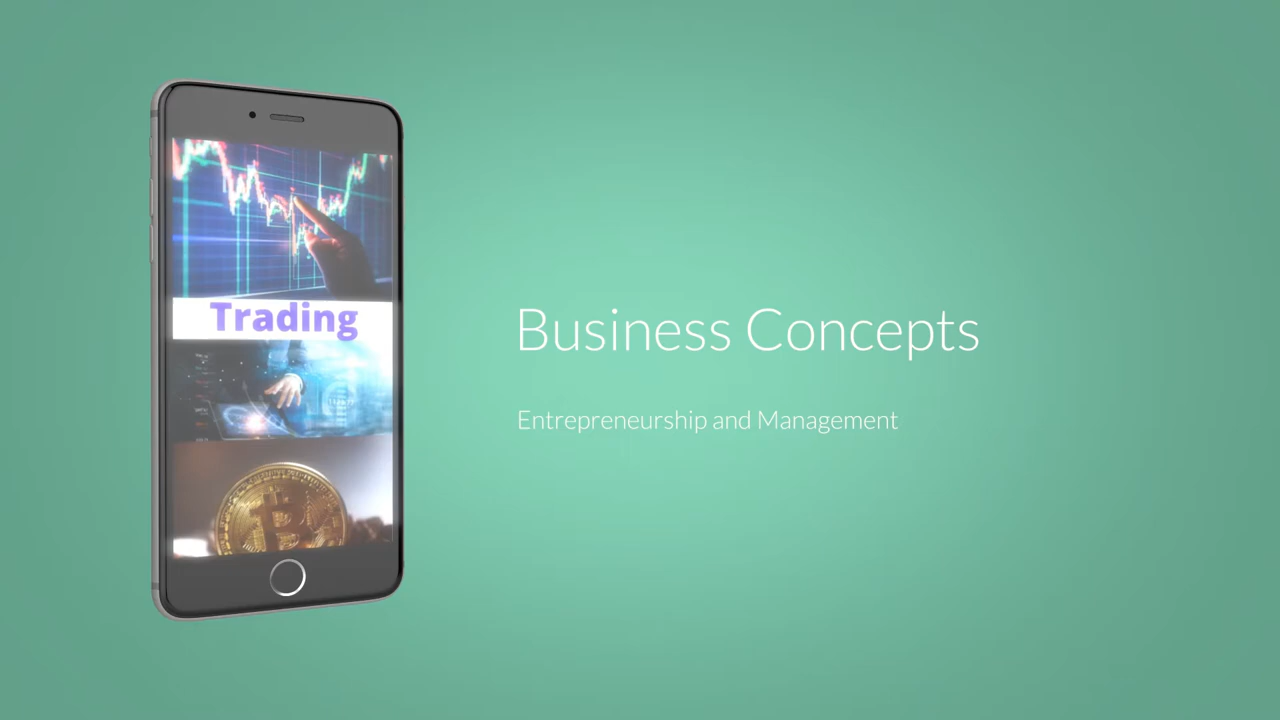 Trading
Business Concepts
Entrepreneurship and Management